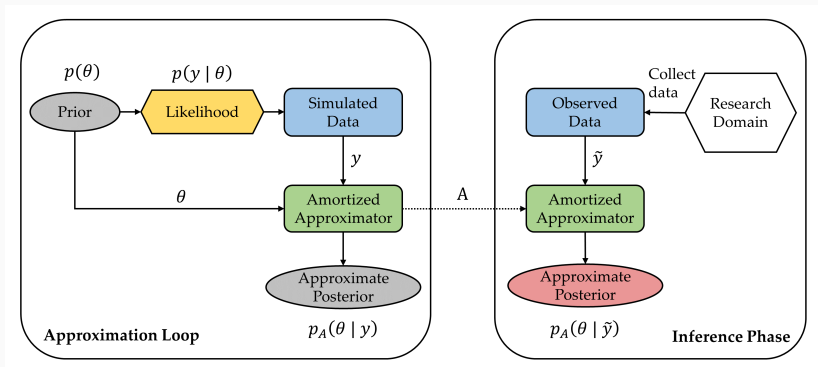 p(θ)
p(y | θ)
Prior
Likelihood
Simulated
Data
y
θ
Amortized
Approximator
Approximate
Posterior
p_A(θ | y)
Approximation Loop
A
Observed
Data
Collect
data
Research
Domain
ỹ
Amortized
Approximator
Approximate
Posterior
p_A(θ | ỹ)
Inference Phase